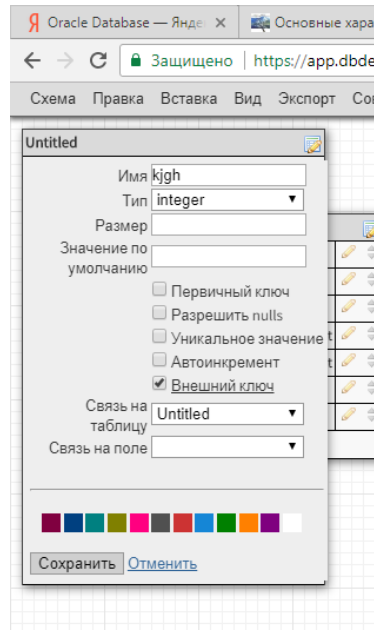 Oracle Database — Янде
Основные хара
Защищено
https://app.dbde
Схема Правка Вставка Вид Экспорт Со
Untitled
Имя kjgh
Тип integer
Размер
Значение по
умолчанию
Первичный ключ
Разрешить nulls
Уникальное значение t
Автоинкремент t
Внешний ключ
Связь на
таблицу
Untitled
Связь на поле
Сохранить Отменить